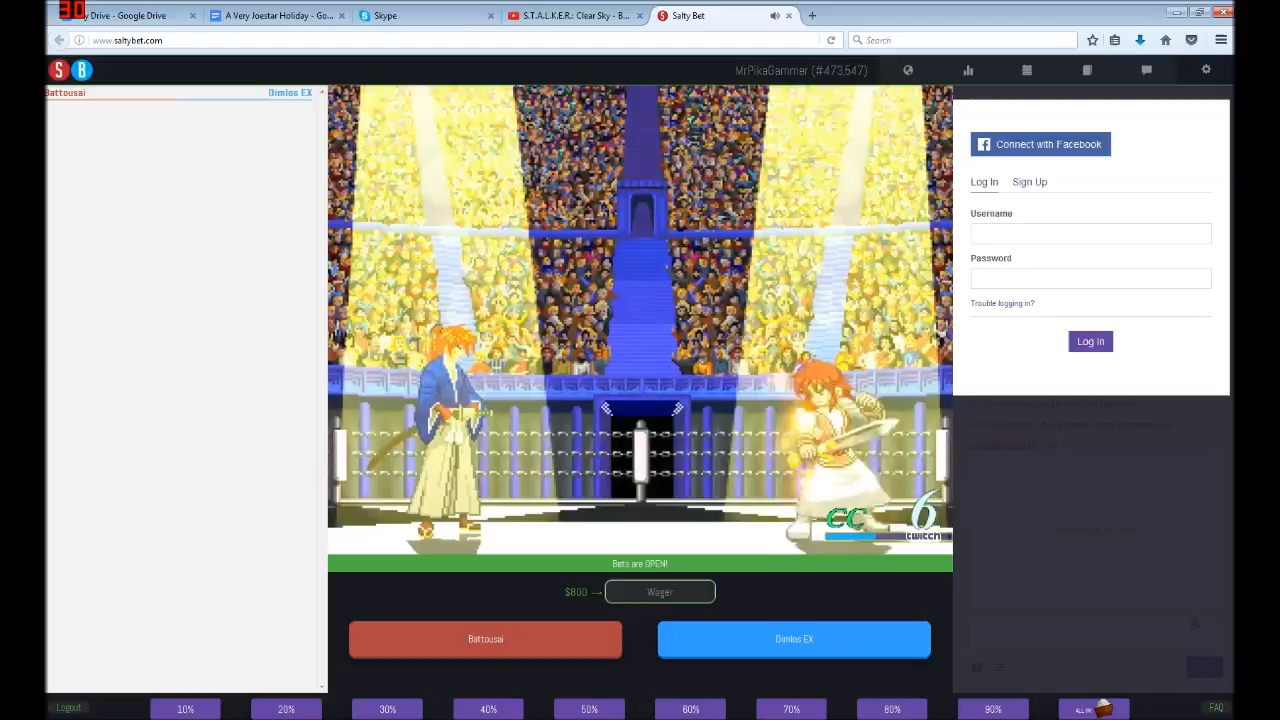 30
y Drive - Google Drive
A Very Joestar Holiday - Go...
Skype
S.T.A.L.K.E.R.: Clear Sky - B...
Salty Bet
www.saltybet.com
Search
S B
MrPikaGammer (#473,547)
Battousai
Dimlos EX
Connect with Facebook
Log In
Sign Up
Username
Password
Trouble logging in?
Log In
CC 6
twitch
Bets are OPEN!
$800 →
Wager
Battousai
Dimlos EX
Logout
10%
20%
30%
40%
50%
60%
70%
80%
90%
ALL IN!
FAQ